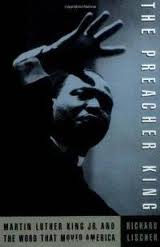 THE PREACHER KING
MARTIN LUTHER KING JR. AND
THE WORD THAT MOVED AMERICA
RICHARD
LISCHER